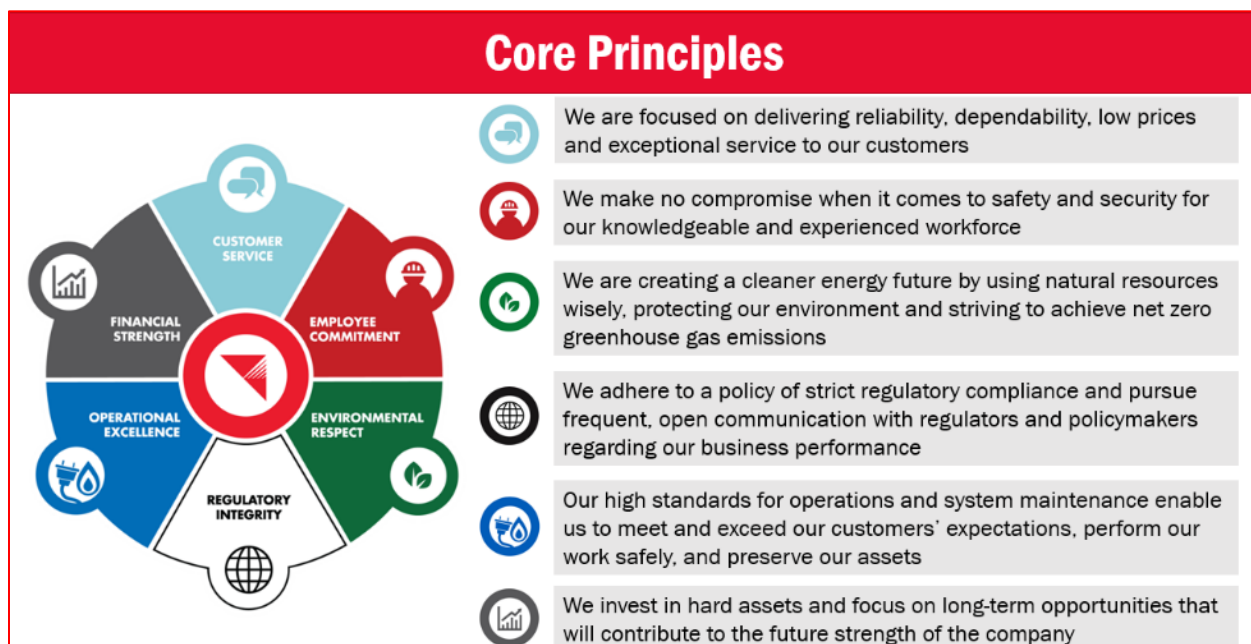 Core Principles
CUSTOMER
SERVICE
EMPLOYEE
COMMITMENT
ENVIRONMENTAL
RESPECT
REGULATORY
INTEGRITY
OPERATIONAL
EXCELLENCE
FINANCIAL
STRENGTH
We are focused on delivering reliability, dependability, low prices
and exceptional service to our customers
We make no compromise when it comes to safety and security for
our knowledgeable and experienced workforce
We are creating a cleaner energy future by using natural resources
wisely, protecting our environment and striving to achieve net zero
greenhouse gas emissions
We adhere to a policy of strict regulatory compliance and pursue
frequent, open communication with regulators and policymakers
regarding our business performance
Our high standards for operations and system maintenance enable
us to meet and exceed our customers’ expectations, perform our
work safely, and preserve our assets
We invest in hard assets and focus on long-term opportunities that
will contribute to the future strength of the company